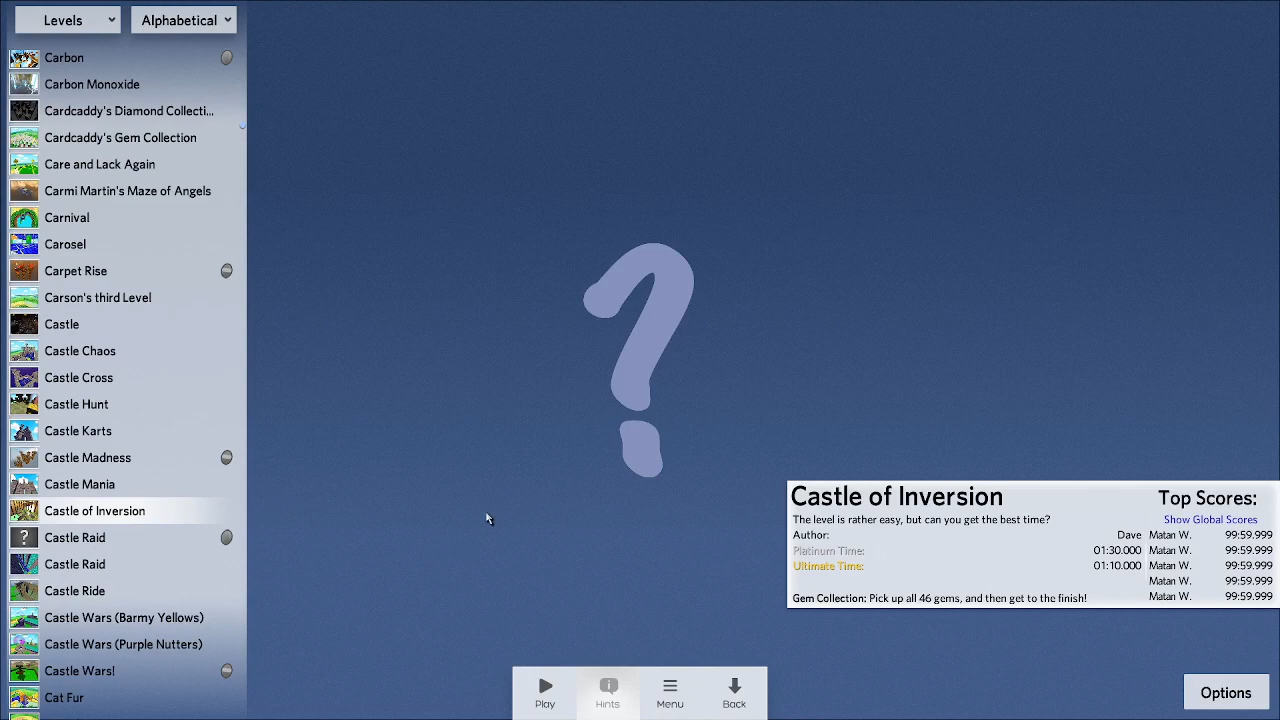 Levels
Alphabetical
Carbon
Carbon Monoxide
Cardcaddy's Diamond Collecti...
Cardcaddy's Gem Collection
Care and Lack Again
Carmi Martin's Maze of Angels
Carnival
Carosel
Carpet Rise
Carson's third Level
Castle
Castle Chaos
Castle Cross
Castle Hunt
Castle Karts
Castle Madness
Castle Mania
Castle of Inversion
Castle Raid
Castle Raid
Castle Ride
Castle Wars (Barmy Yellows)
Castle Wars (Purple Nutters)
Castle Wars!
Cat Fur
?
Castle of Inversion
The level is rather easy, but can you get the best time?
Author: Dave
Platinum Time: 01:30.000
Ultimate Time: 01:10.000
Gem Collection: Pick up all 46 gems, and then get to the finish!
Top Scores:
Show Global Scores
Matan W. 99:59.999
Matan W. 99:59.999
Matan W. 99:59.999
Matan W. 99:59.999
Matan W. 99:59.999
Play
Hints
Menu
Back
Options